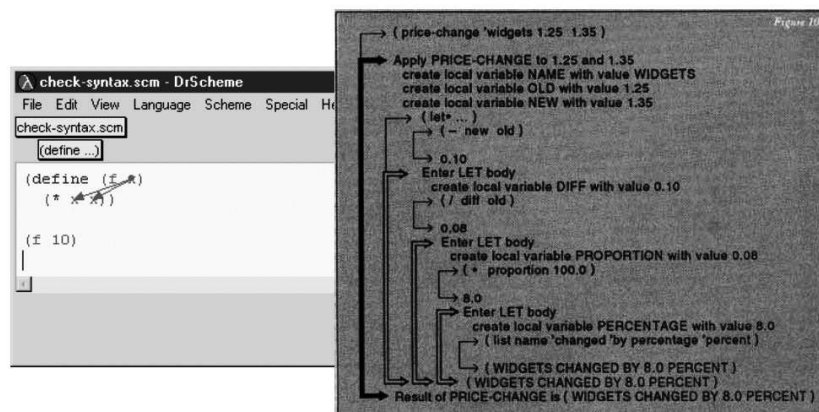 λ check-syntax.scm - DrScheme
File Edit View Language Scheme Special He
check-syntax.scm
(define ...)
(define (f x)
(* x x))
(f 10)
Figure 10
( price-change 'widgets 1.25 1.35 )
Apply PRICE-CHANGE to 1.25 and 1.35
create local variable NAME with value WIDGETS
create local variable OLD with value 1.25
create local variable NEW with value 1.35
( let* ... )
( – new old )
0.10
Enter LET body
create local variable DIFF with value 0.10
( / diff old )
0.08
Enter LET body
create local variable PROPORTION with value 0.08
( * proportion 100.0 )
8.0
Enter LET body
create local variable PERCENTAGE with value 8.0
( list name 'changed 'by percentage 'percent )
( WIDGETS CHANGED BY 8.0 PERCENT )
( WIDGETS CHANGED BY 8.0 PERCENT )
Result of PRICE-CHANGE is ( WIDGETS CHANGED BY 8.0 PERCENT )